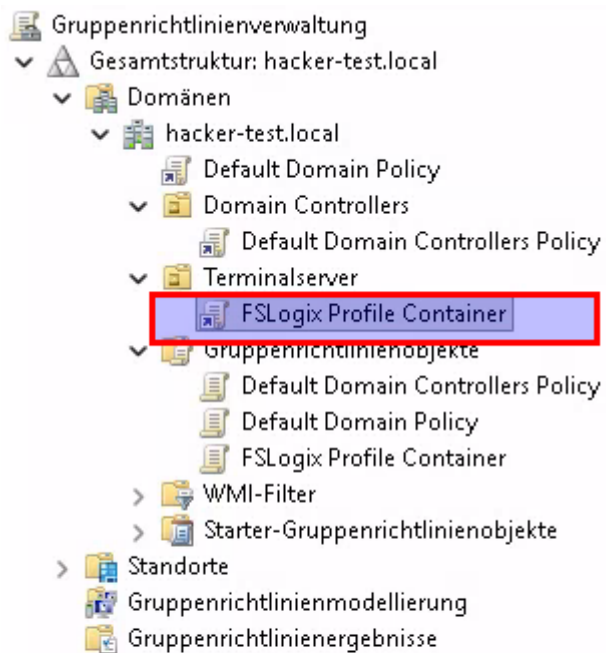 Gruppenrichtlinienverwaltung
Gesamtstruktur: hacker-test.local
Domänen
hacker-test.local
Default Domain Policy
Domain Controllers
Default Domain Controllers Policy
Terminalserver
FSLogix Profile Container
Gruppenrichtlinienobjekte
Default Domain Controllers Policy
Default Domain Policy
FSLogix Profile Container
WMI-Filter
Starter-Gruppenrichtlinienobjekte
Standorte
Gruppenrichtlinienmodellierung
Gruppenrichtlinienergebnisse